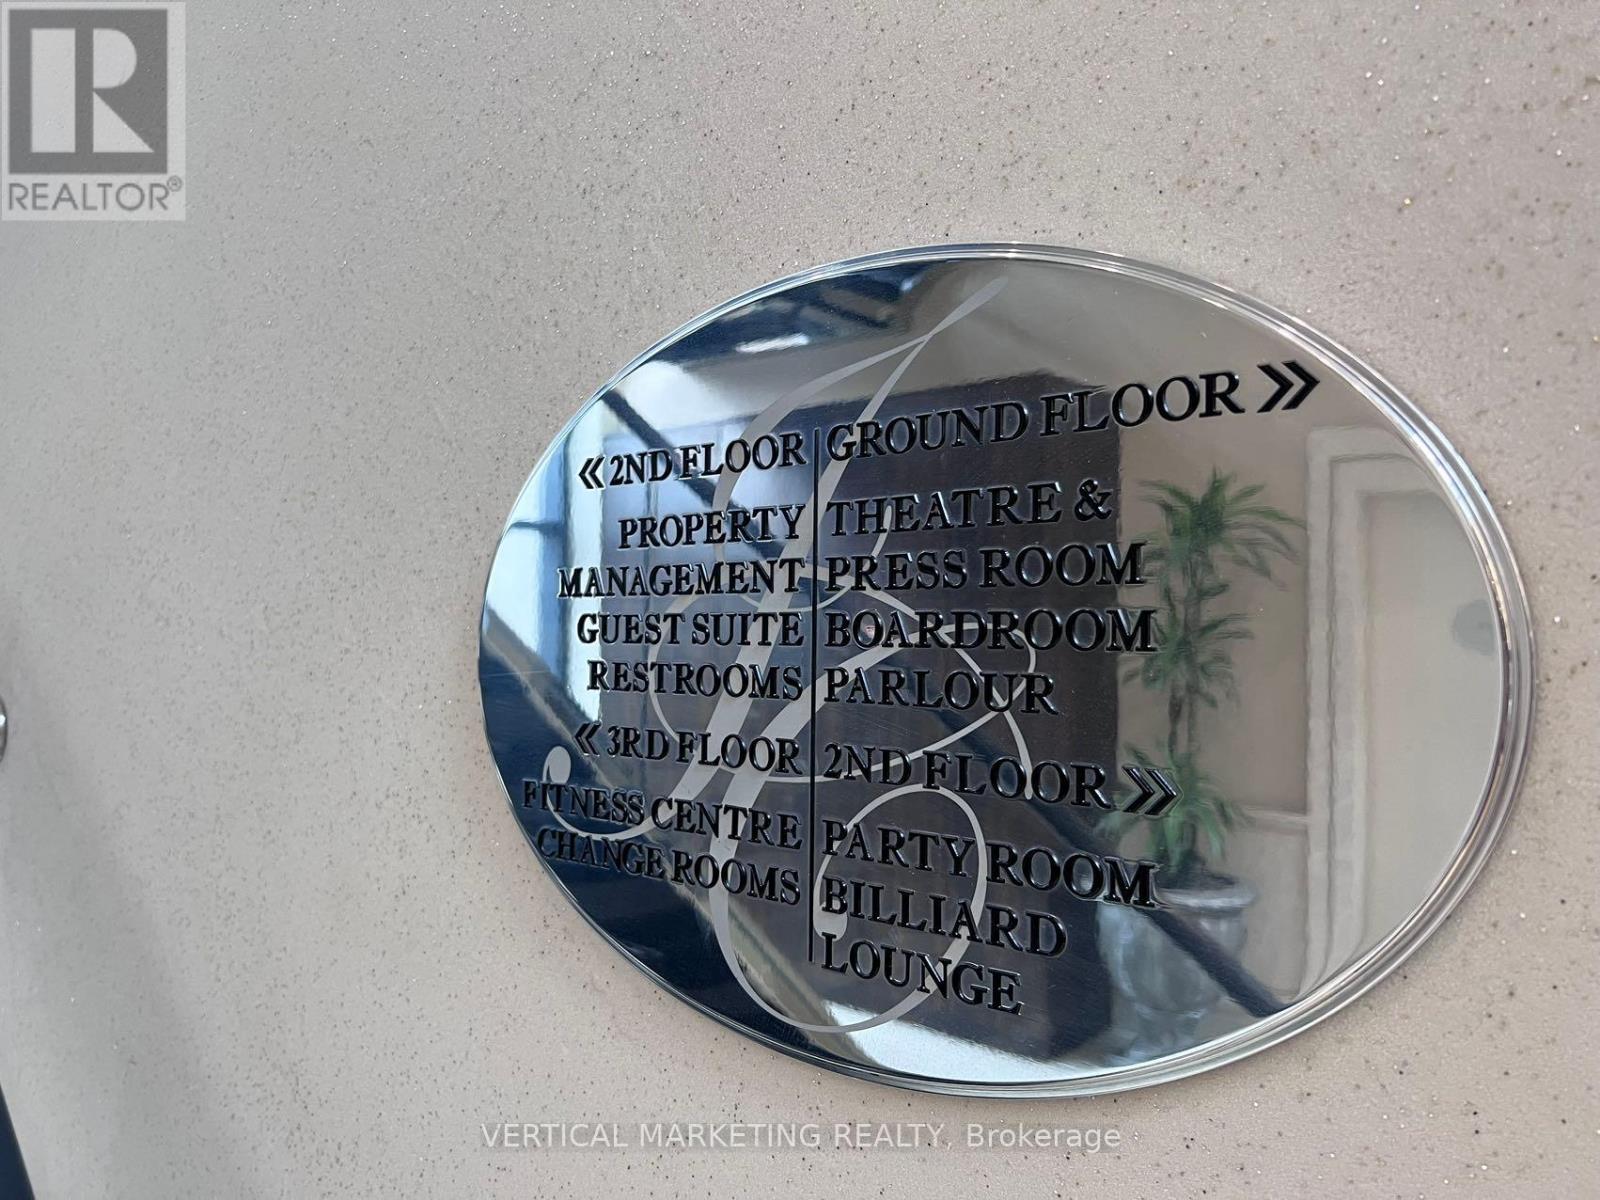 REALTOR®
« 2ND FLOOR
PROPERTY
MANAGEMENT
GUEST SUITE
RESTROOMS
« 3RD FLOOR
FITNESS CENTRE
CHANGE ROOMS
GROUND FLOOR »
THEATRE &
PRESS ROOM
BOARDROOM
PARLOUR
2ND FLOOR »
PARTY ROOM
BILLIARD
LOUNGE
VERTICAL MARKETING REALTY, Brokerage